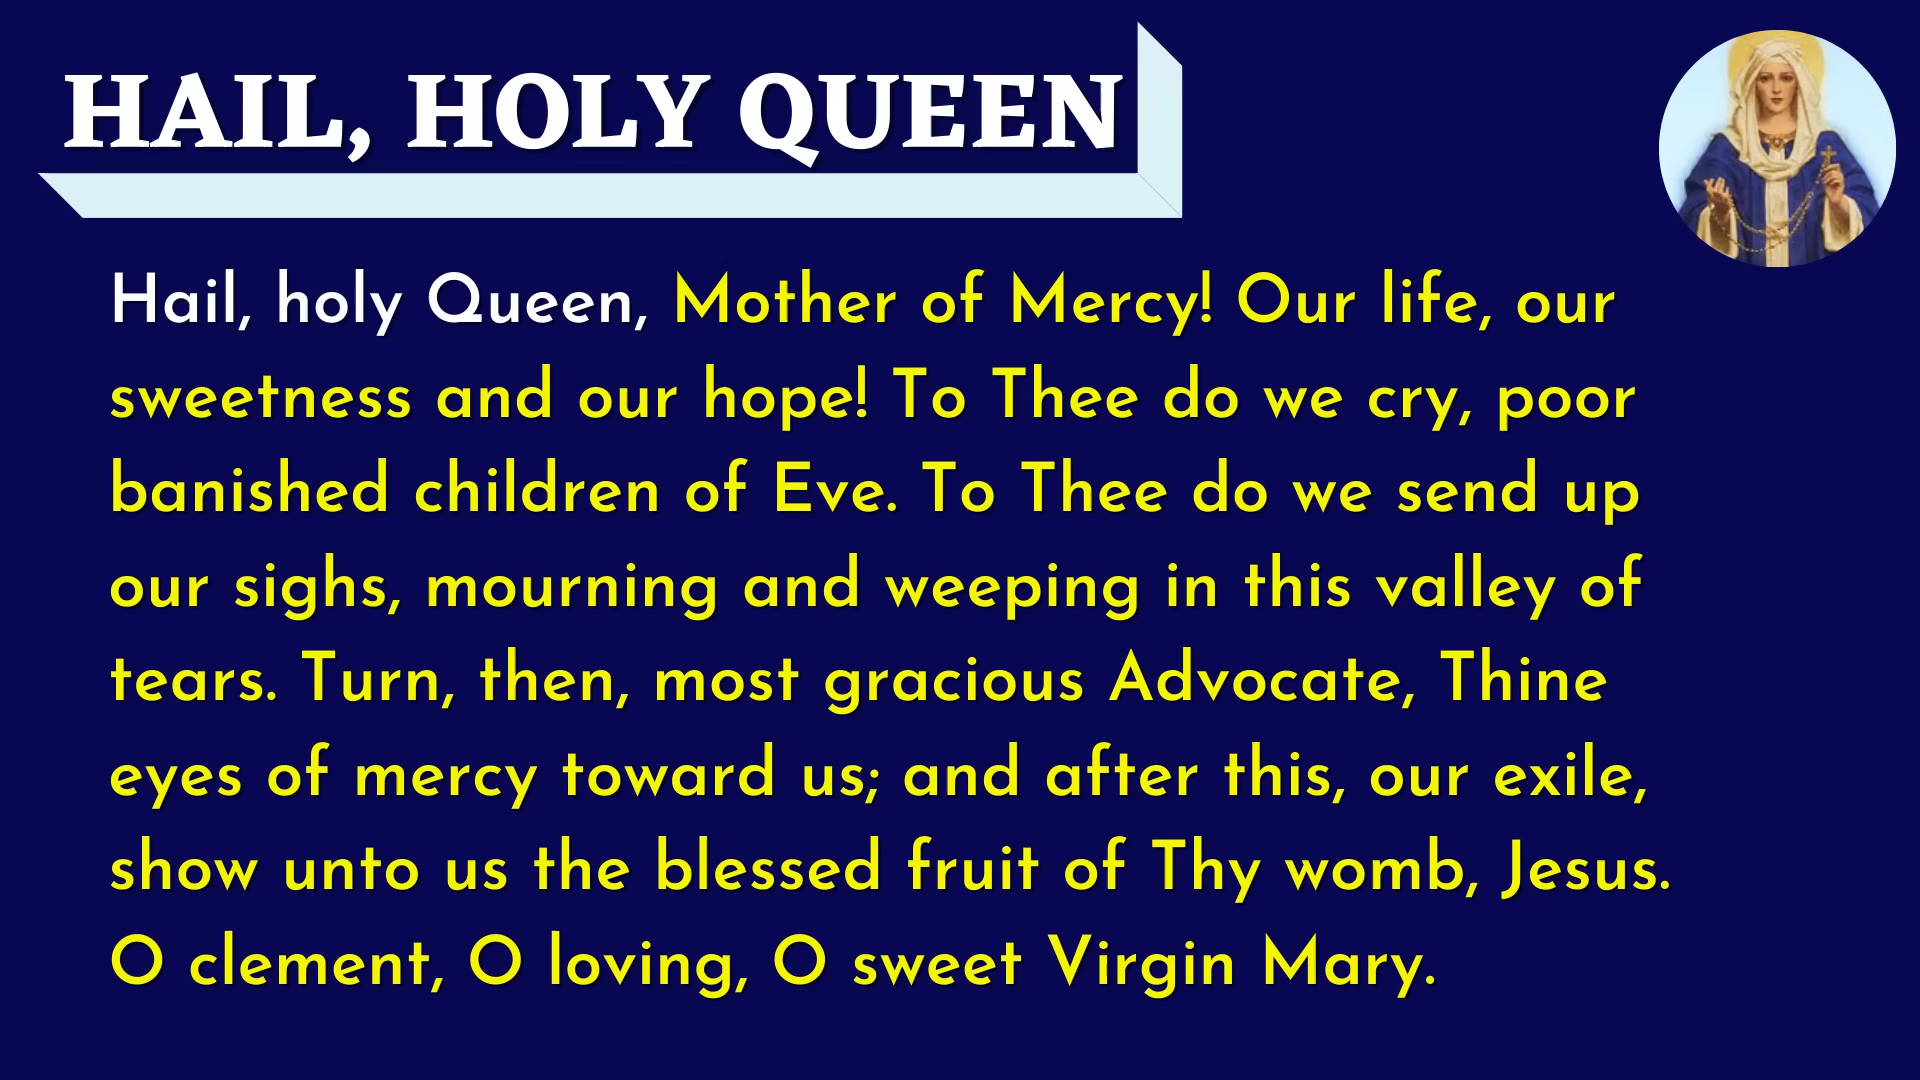 HAIL, HOLY QUEEN
Hail, holy Queen, Mother of Mercy! Our life, our
sweetness and our hope! To Thee do we cry, poor
banished children of Eve. To Thee do we send up
our sighs, mourning and weeping in this valley of
tears. Turn, then, most gracious Advocate, Thine
eyes of mercy toward us; and after this, our exile,
show unto us the blessed fruit of Thy womb, Jesus.
O clement, O loving, O sweet Virgin Mary.